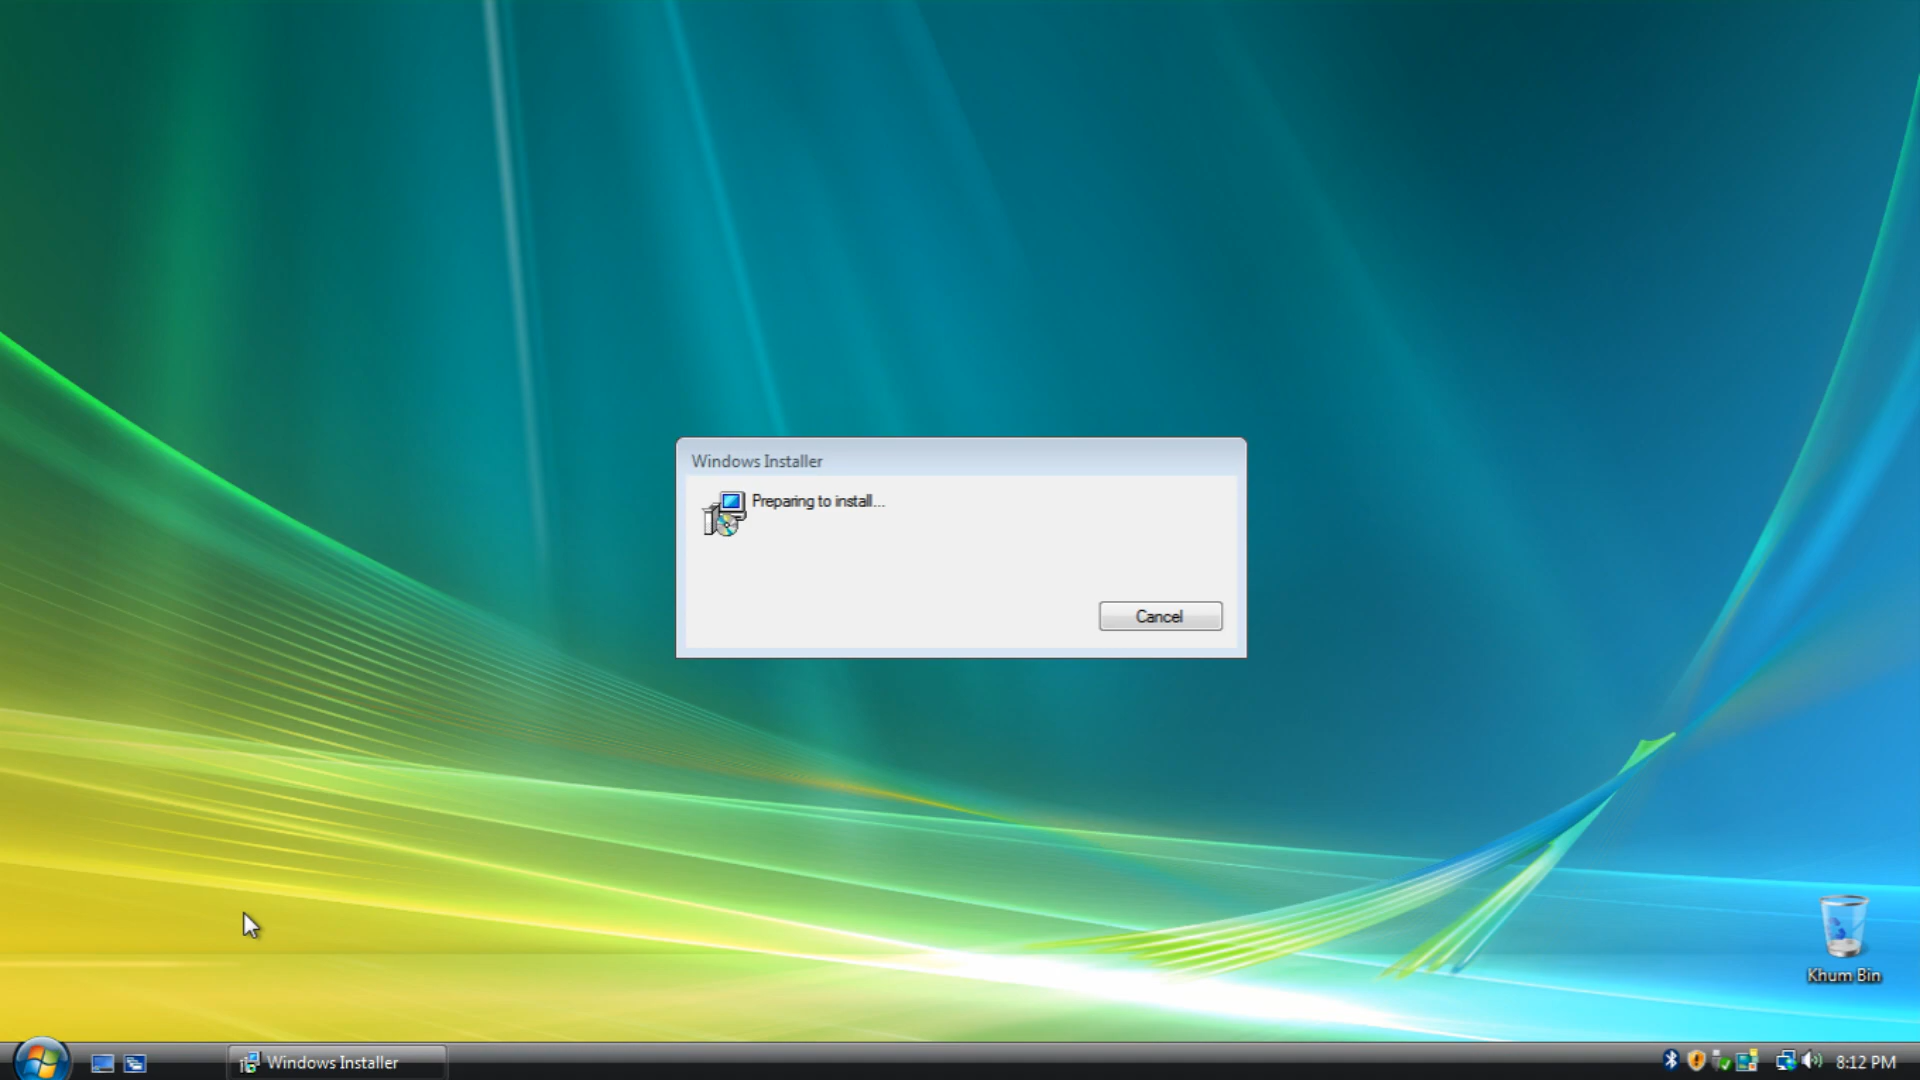 Windows Installer
Preparing to install...
Cancel
Khum Bin
Windows Installer
8:12 PM